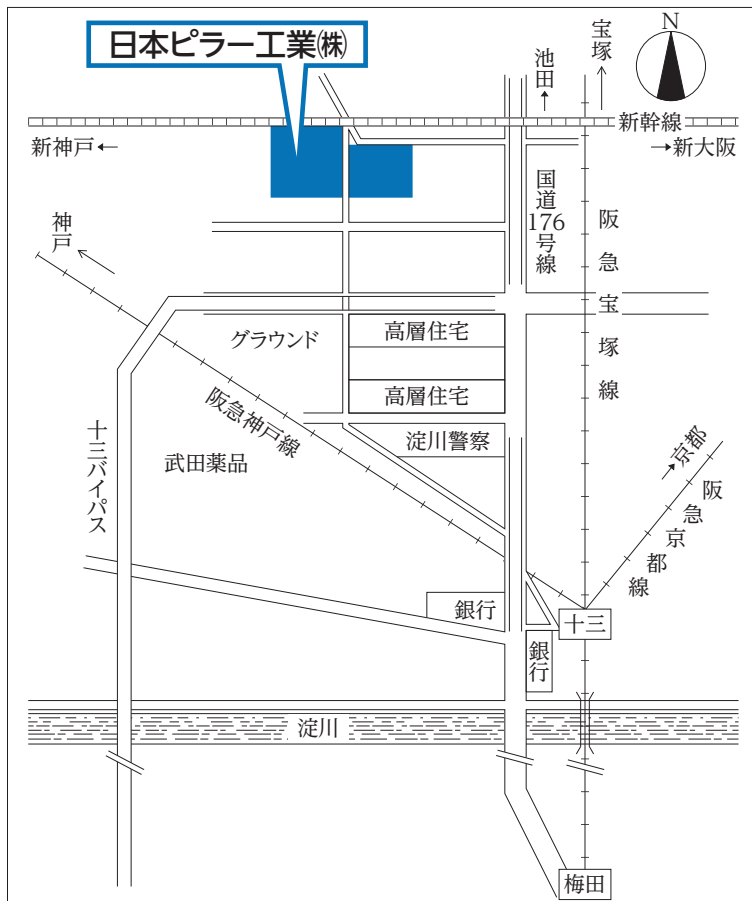 日本ピラー工業㈱
N
宝塚
池田
新幹線
新神戸←
→新大阪
国道176号線
阪急宝塚線
神戸
グラウンド
高層住宅
高層住宅
阪急神戸線
淀川警察
十三バイパス
武田薬品
京都
阪急京都線
銀行
十三
銀行
淀川
梅田